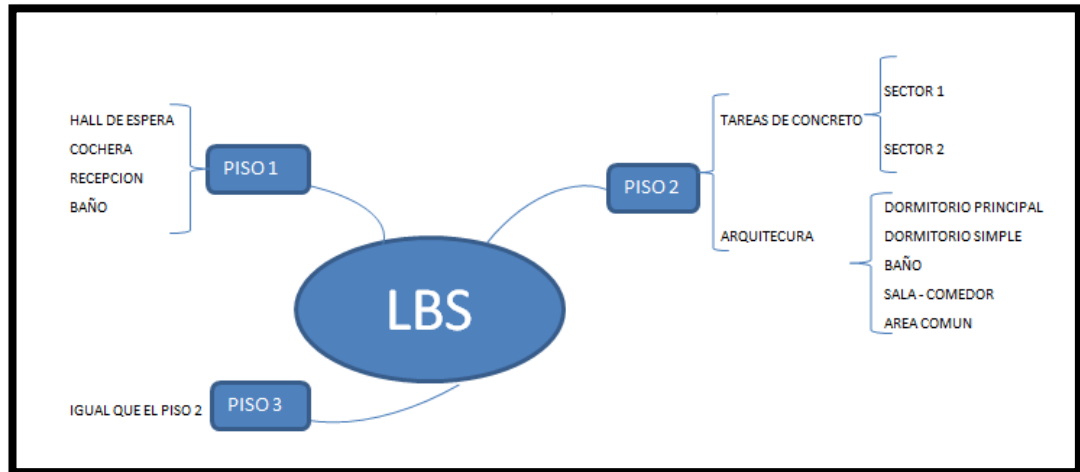 HALL DE ESPERA
COCHERA
RECEPCION
BAÑO
PISO 1
LBS
PISO 2
TAREAS DE CONCRETO
SECTOR 1
SECTOR 2
ARQUITECURA
DORMITORIO PRINCIPAL
DORMITORIO SIMPLE
BAÑO
SALA - COMEDOR
AREA COMUN
IGUAL QUE EL PISO 2
PISO 3